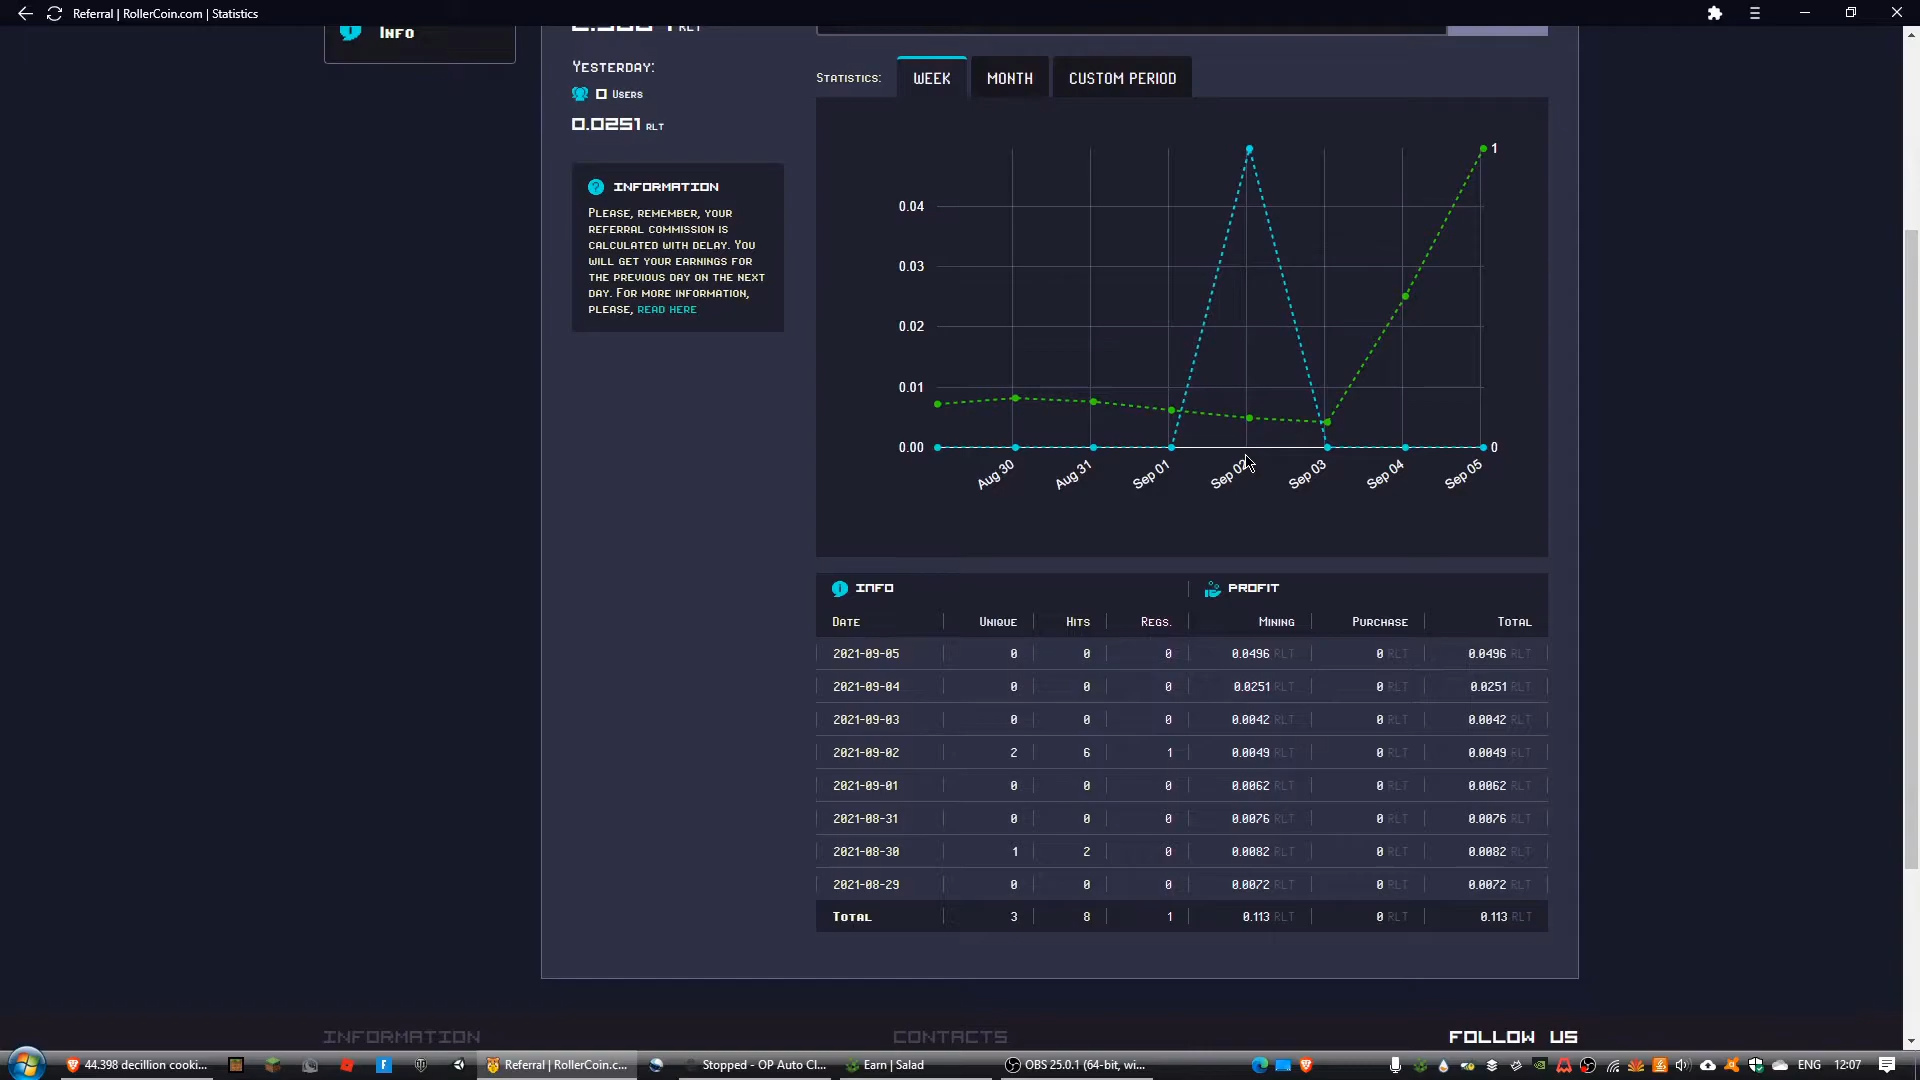 Referral | RollerCoin.com | Statistics
Info
RLT
Yesterday:
0 Users
0.0251 RLT
INFORMATION
Please, remember, your
referral commission is
calculated with delay. You
will get your earnings for
the previous day on the next
day. For more information,
please, READ HERE
Statistics: WEEK MONTH CUSTOM PERIOD
1
0.04
0.03
0.02
0.01
0.00 0
Aug 30 Aug 31 Sep 01 Sep 02 Sep 03 Sep 04 Sep 05
INFO PROFIT
Date Unique Hits Regs. Mining Purchase Total
2021-09-05 0 0 0 0.0496 RLT 0 RLT 0.0496 RLT
2021-09-04 0 0 0 0.0251 RLT 0 RLT 0.0251 RLT
2021-09-03 0 0 0 0.0042 RLT 0 RLT 0.0042 RLT
2021-09-02 2 6 1 0.0049 RLT 0 RLT 0.0049 RLT
2021-09-01 0 0 0 0.0062 RLT 0 RLT 0.0062 RLT
2021-08-31 0 0 0 0.0076 RLT 0 RLT 0.0076 RLT
2021-08-30 1 2 0 0.0082 RLT 0 RLT 0.0082 RLT
2021-08-29 0 0 0 0.0072 RLT 0 RLT 0.0072 RLT
Total 3 8 1 0.113 RLT 0 RLT 0.113 RLT
INFORMATION CONTACTS FOLLOW US
44.398 decillion cooki... Referral | RollerCoin.c... Stopped - OP Auto Cl... Earn | Salad OBS 25.0.1 (64-bit, wi... ENG 12:07